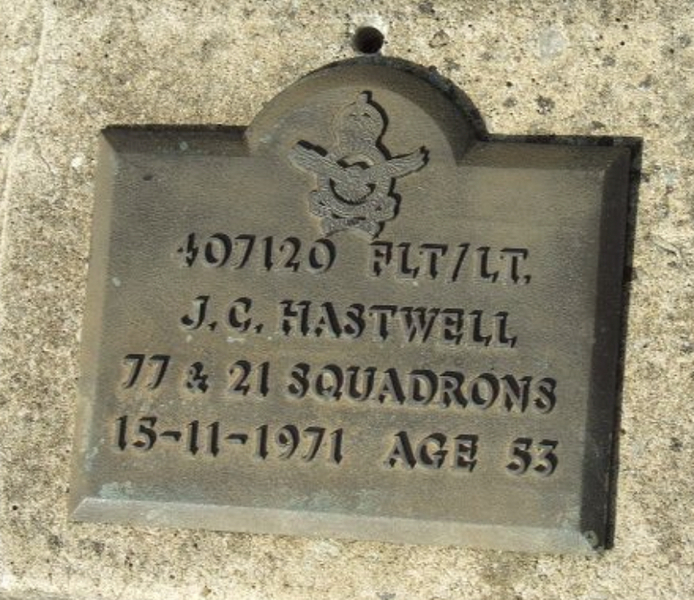 407120 FLT/LT.
J. C. HASTWELL
77 & 21 SQUADRONS
15-11-1971 AGE 53